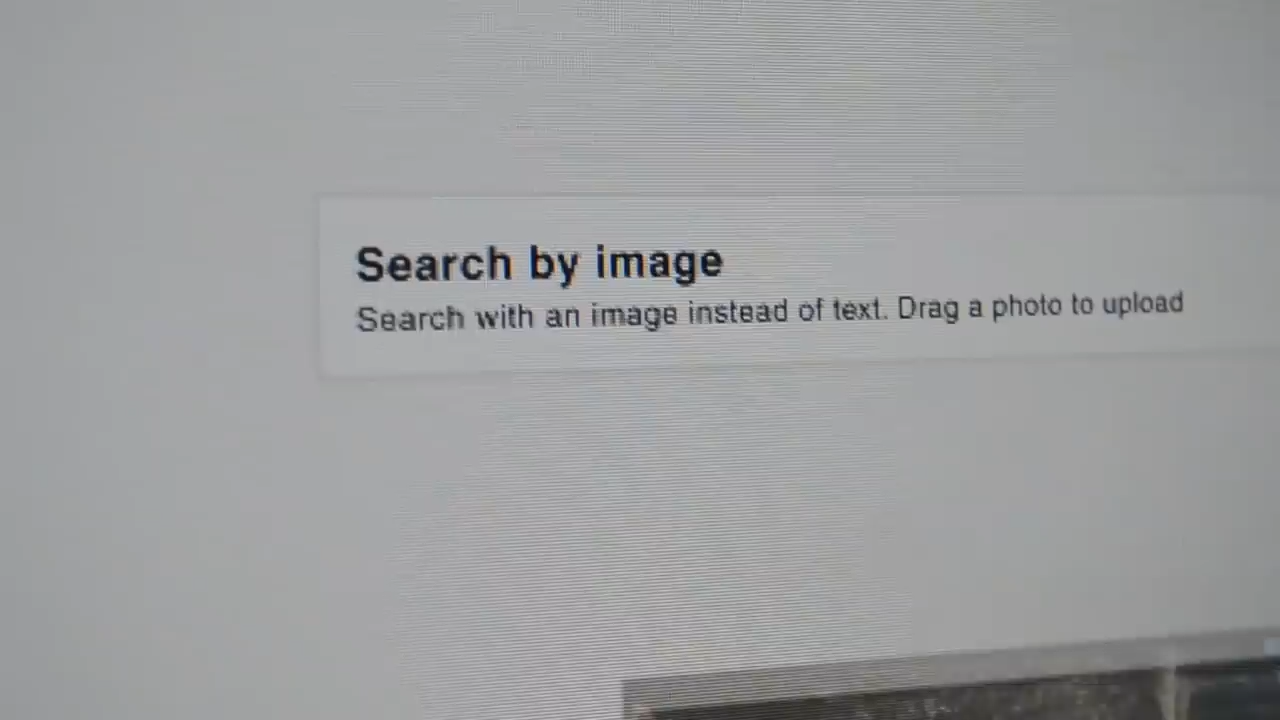 Search by image
Search with an image instead of text. Drag a photo to upload